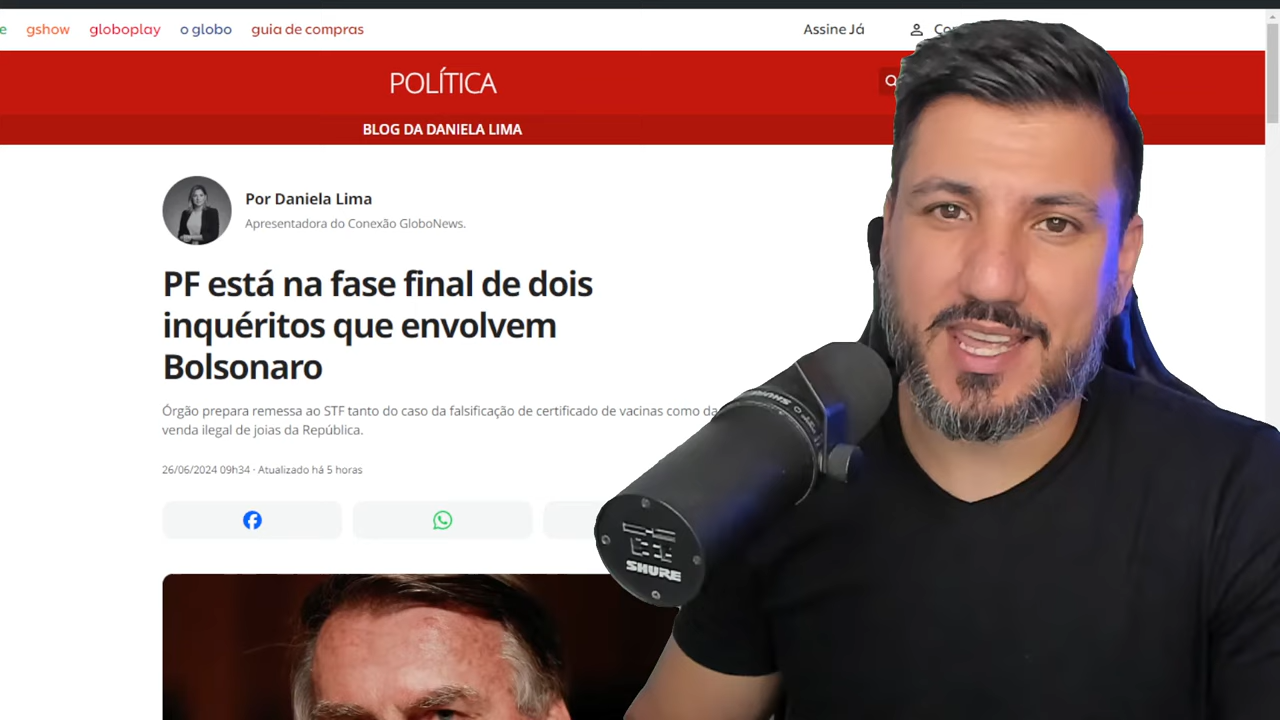 gshow globoplay o globo guia de compras Assine Já
POLÍTICA
BLOG DA DANIELA LIMA
Por Daniela Lima
Apresentadora do Conexão GloboNews.
PF está na fase final de dois
inquéritos que envolvem
Bolsonaro
Órgão prepara remessa ao STF tanto do caso da falsificação de certificado de vacinas como da
venda ilegal de joias da República.
26/06/2024 09h34 · Atualizado há 5 horas
SHURE
SHURE